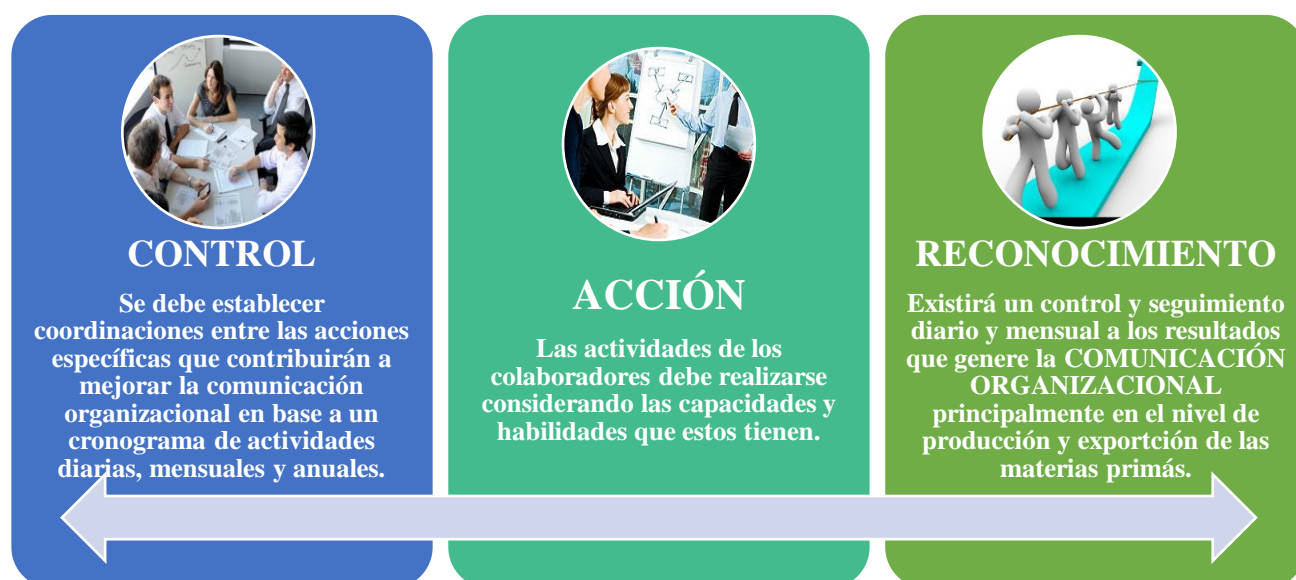 CONTROL
Se debe establecer
coordinaciones entre las acciones
específicas que contribuirán a
mejorar la comunicación
organizacional en base a un
cronograma de actividades
diarias, mensuales y anuales.
ACCIÓN
Las actividades de los
colaboradores debe realizarse
considerando las capacidades y
habilidades que estos tienen.
RECONOCIMIENTO
Existirá un control y seguimiento
diario y mensual a los resultados
que genere la COMUNICACIÓN
ORGANIZACIONAL
principalmente en el nivel de
producción y exportción de las
materias primás.